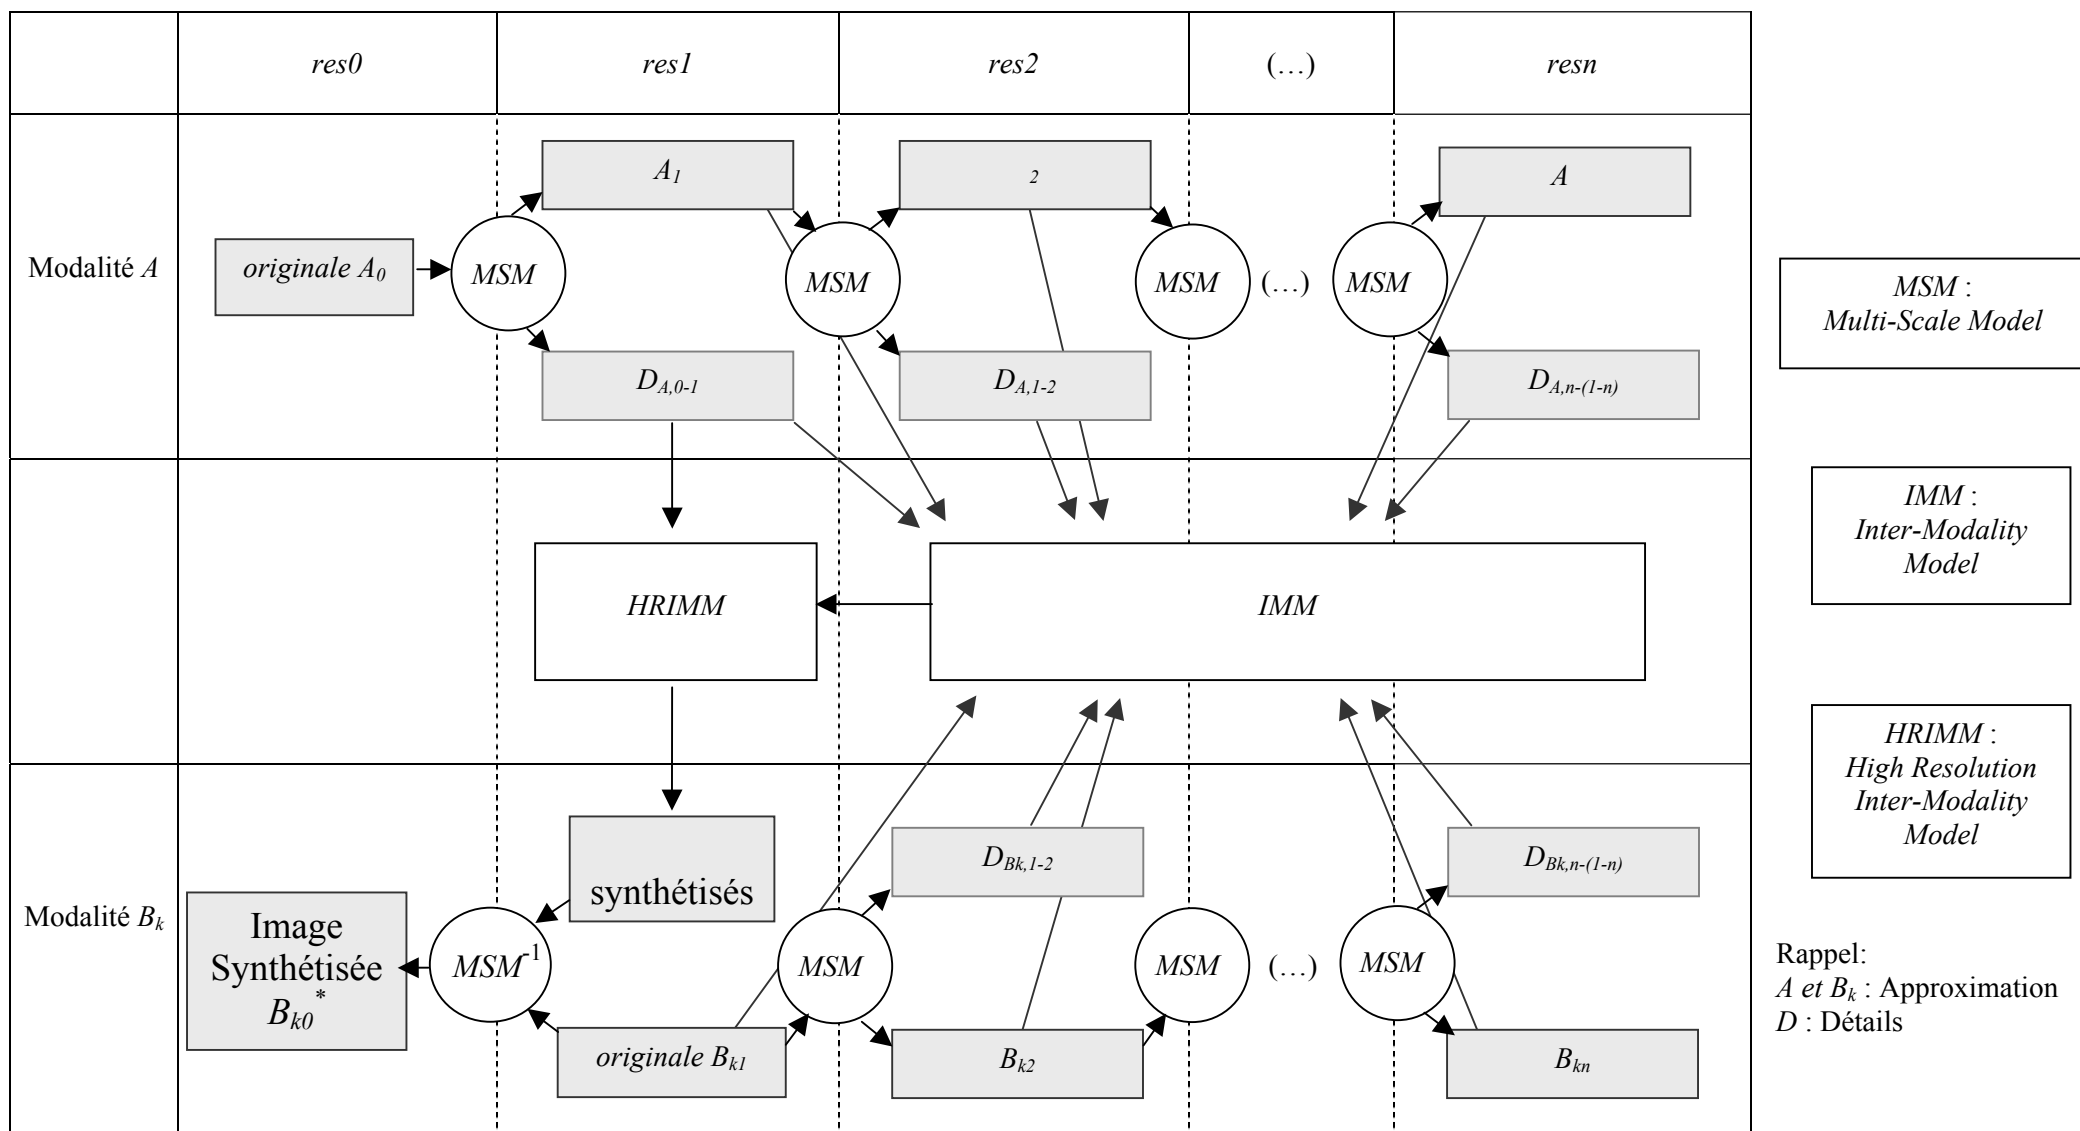 res0 res1 res2 (…) resn
A1 2 A
Modalité A originale A0 MSM MSM MSM (…) MSM
DA,0-1 DA,1-2 DA,n-(1-n)
HRIMM IMM
synthétisés DBk,1-2 DBk,n-(1-n)
Modalité Bk
Image
Synthétisée
Bk0*
MSM-1 MSM MSM (…) MSM
originale Bk1 Bk2 Bkn
MSM :
Multi-Scale Model
IMM :
Inter-Modality
Model
HRIMM :
High Resolution
Inter-Modality
Model
Rappel:
A et Bk : Approximation
D : Détails